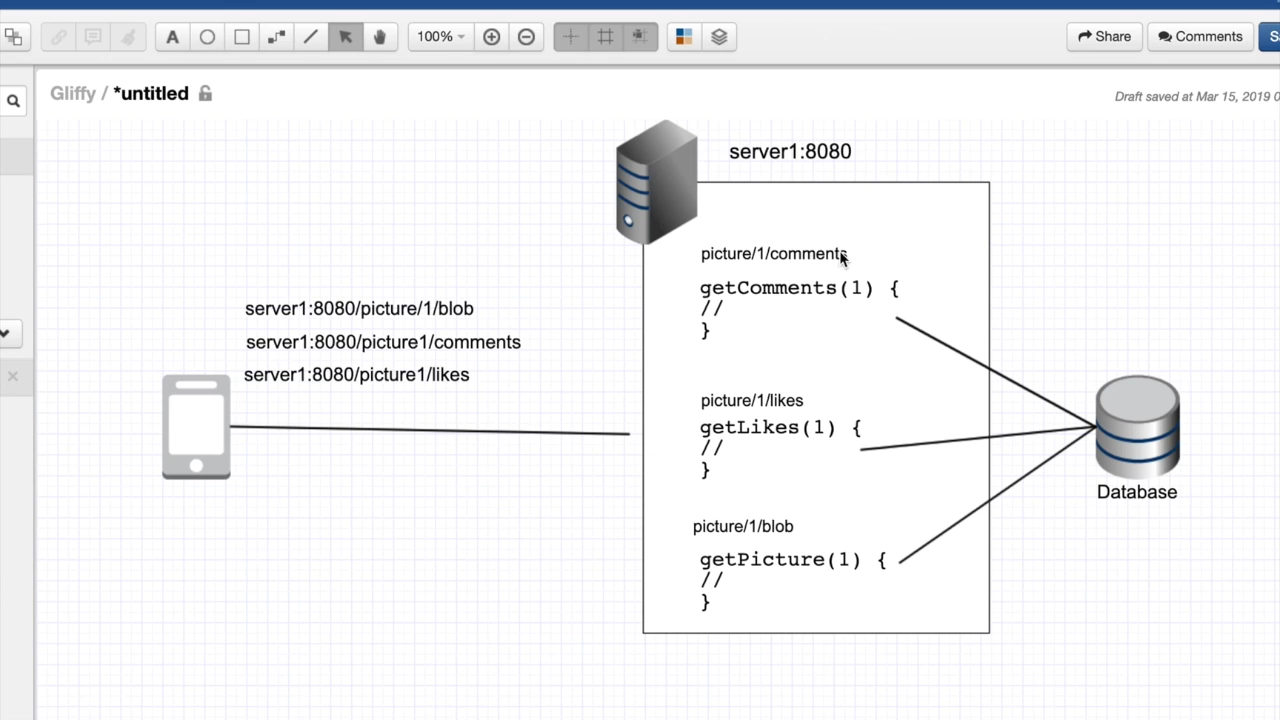 A
100%
Share
Comments
Gliffy / *untitled
Draft saved at Mar 15, 2019
server1:8080
picture/1/comments
getComments(1) {
//
}
server1:8080/picture/1/blob
server1:8080/picture1/comments
server1:8080/picture1/likes
picture/1/likes
getLikes(1) {
//
}
Database
picture/1/blob
getPicture(1) {
//
}